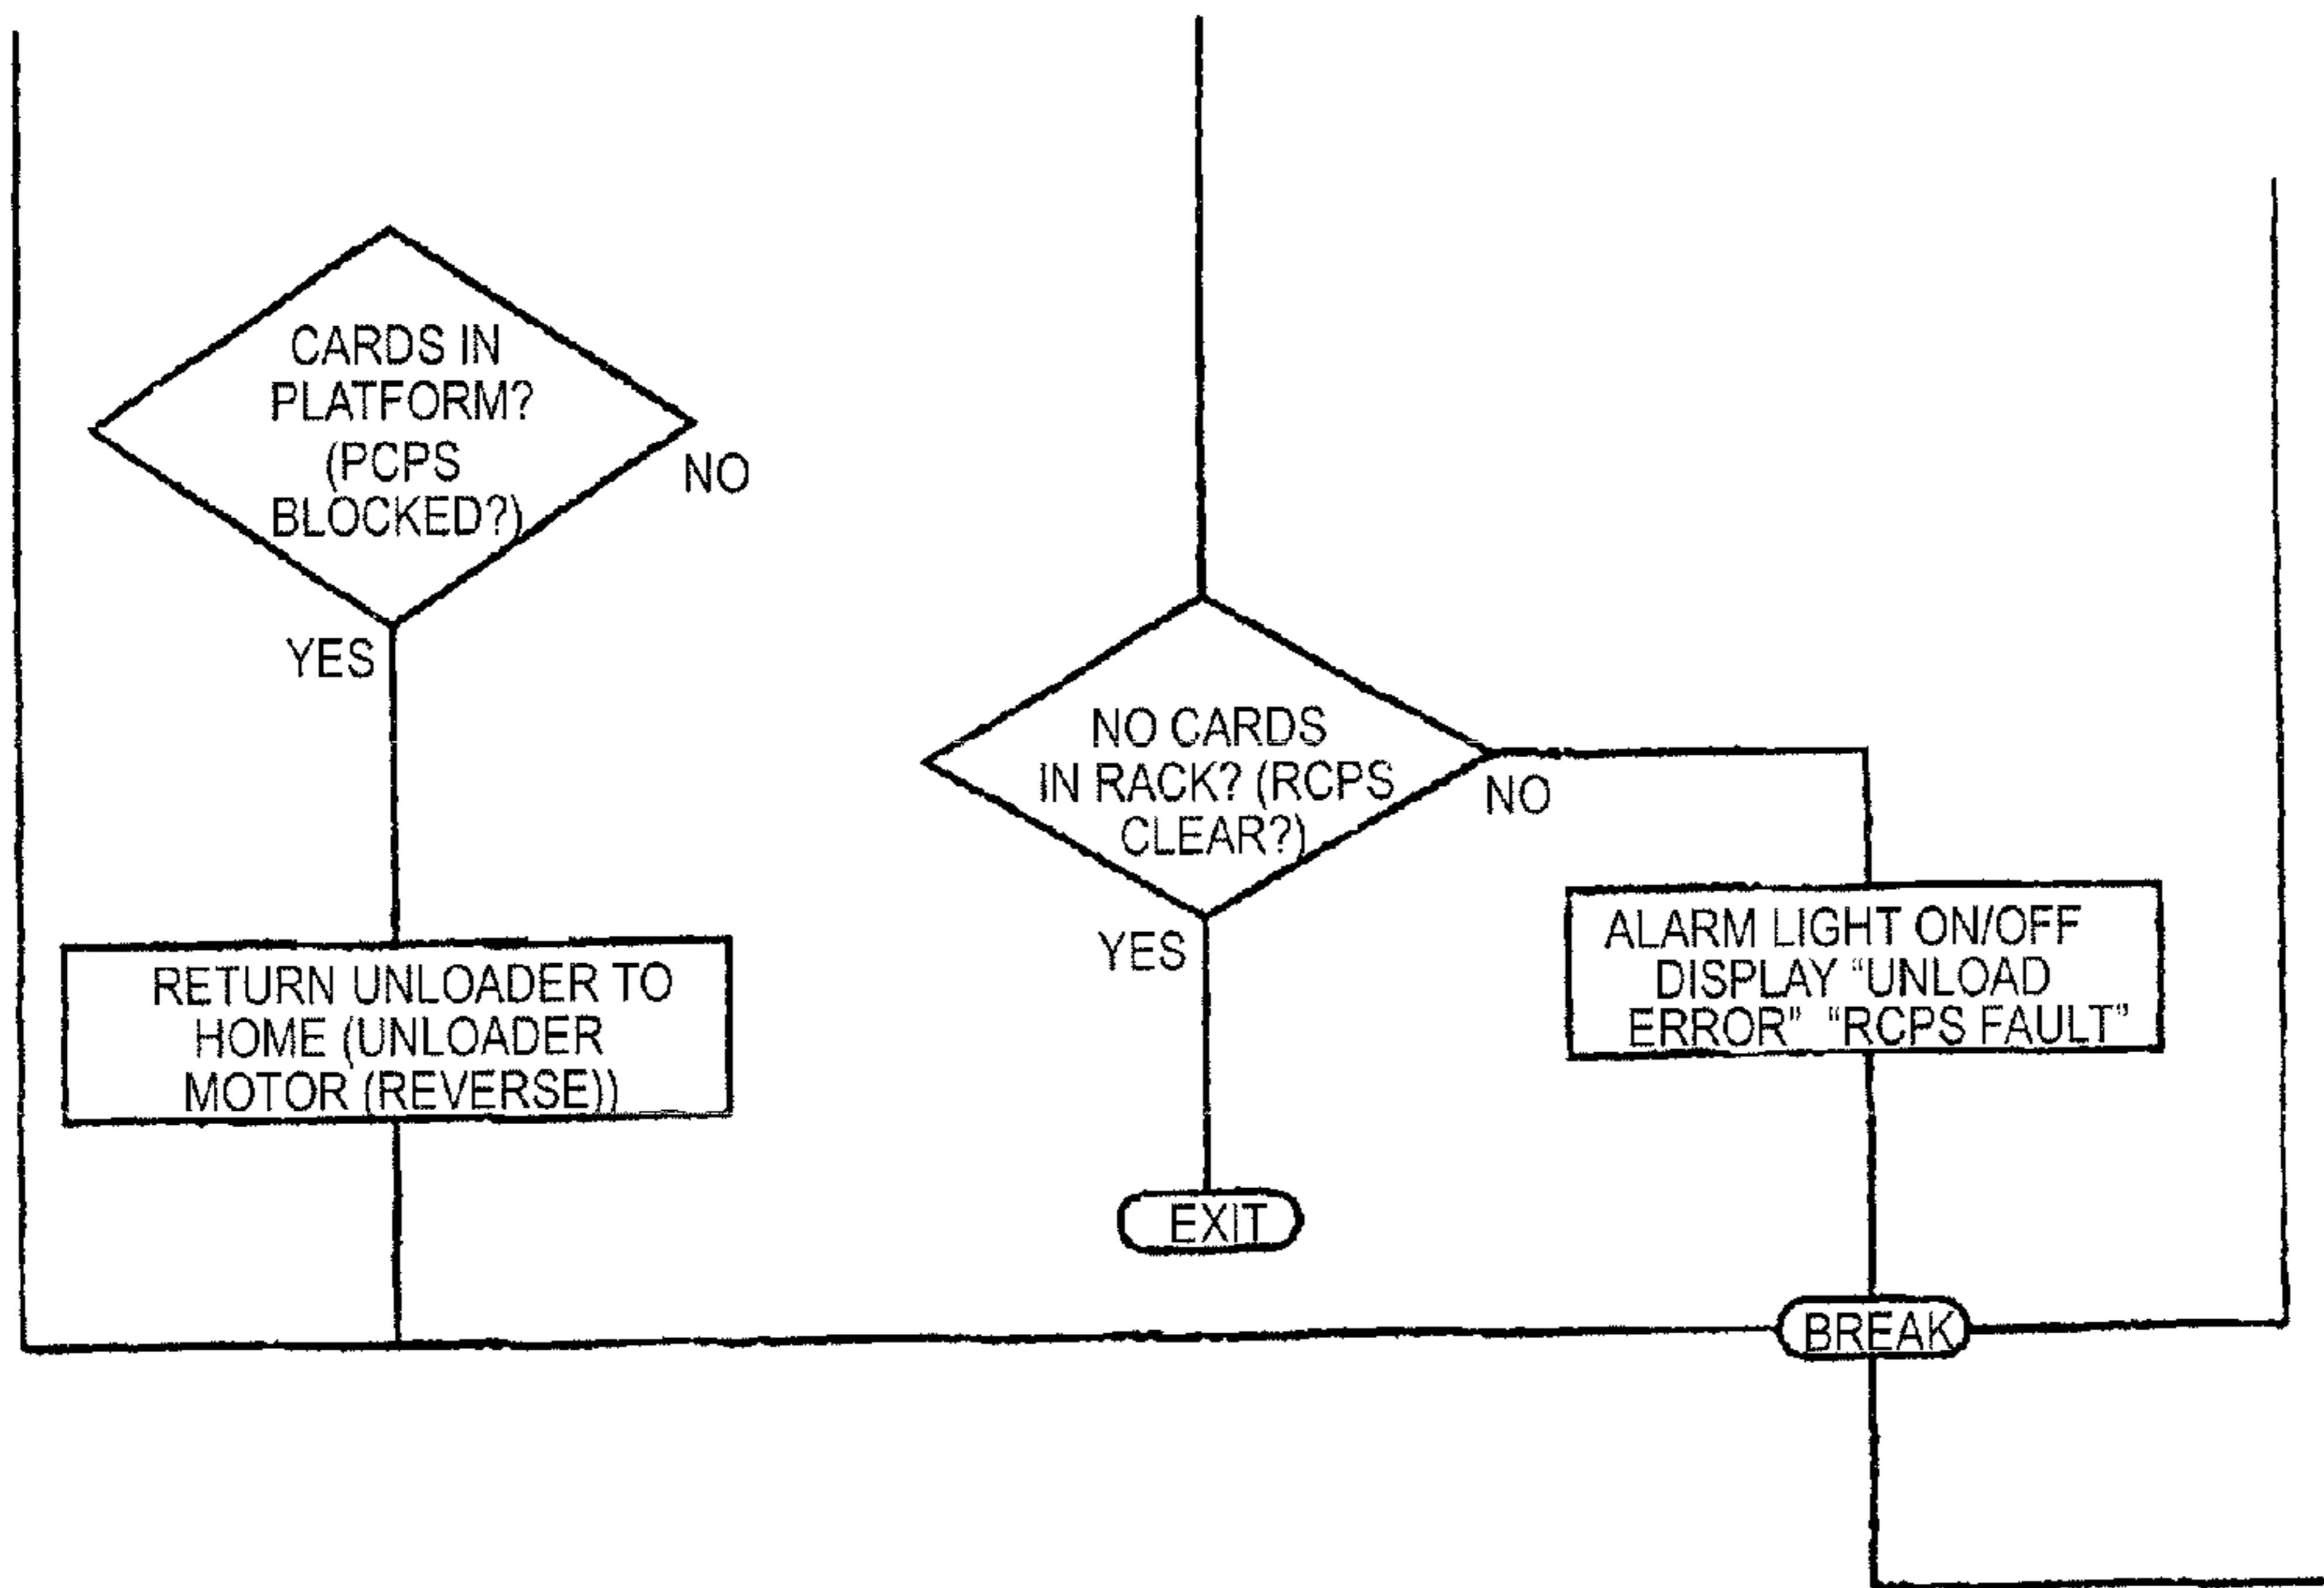 CARDS IN
PLATFORM?
(PCPS
BLOCKED?)
NO
YES
RETURN UNLOADER TO
HOME (UNLOADER
MOTOR (REVERSE))
NO CARDS
IN RACK? (RCPS
CLEAR?)
NO
YES
EXIT
ALARM LIGHT ON/OFF
DISPLAY “UNLOAD
ERROR” “RCPS FAULT”
BREAK